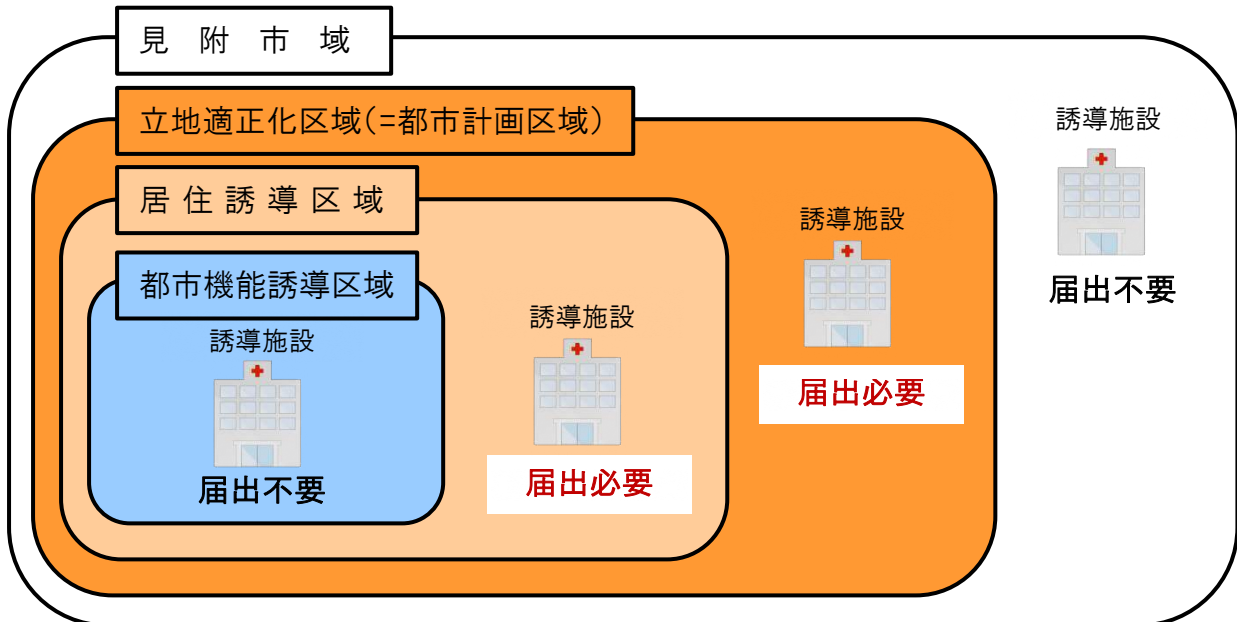 見附市域
立地適正化区域(=都市計画区域)
居住誘導区域
都市機能誘導区域
誘導施設
届出不要
誘導施設
届出必要
誘導施設
届出必要
誘導施設
届出不要